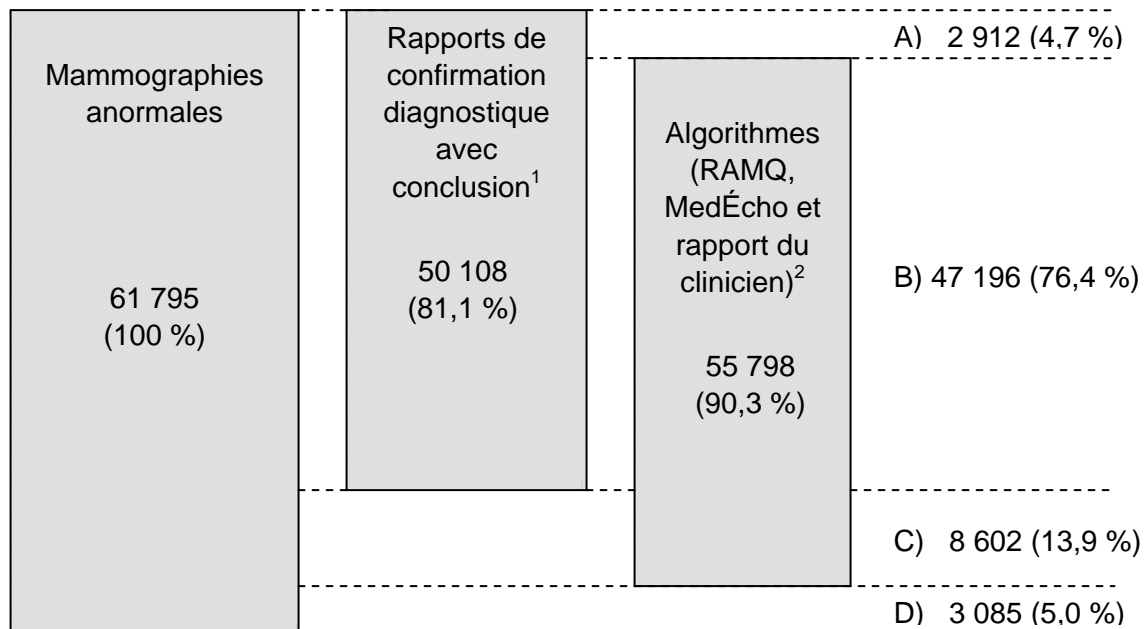 Mammographies
anormales
61 795
(100 %)
Rapports de
confirmation
diagnostique
avec
conclusion1
50 108
(81,1 %)
Algorithmes
(RAMQ,
MedÉcho et
rapport du
clinicien)2
55 798
(90,3 %)
A) 2 912 (4,7 %)
B) 47 196 (76,4 %)
C) 8 602 (13,9 %)
D) 3 085 (5,0 %)